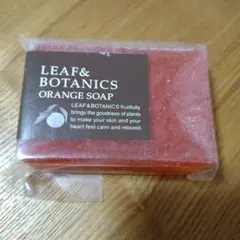 LEAF&
BOTANICS
ORANGE SOAP
LEAF&BOTANICS fruitfully
brings the goodness of plants
to make your skin and your
heart feel calm and relaxed.